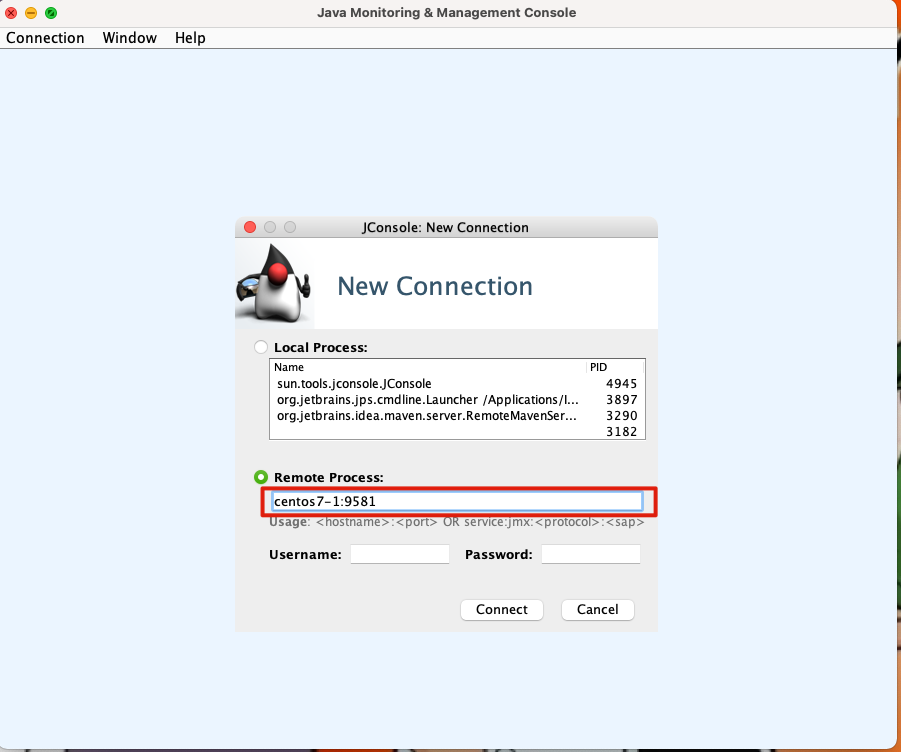 Java Monitoring & Management Console
Connection Window Help
JConsole: New Connection
New Connection
Local Process:
Name PID
sun.tools.jconsole.JConsole 4945
org.jetbrains.jps.cmdline.Launcher /Applications/I... 3897
org.jetbrains.idea.maven.server.RemoteMavenSer... 3290
3182
Remote Process:
centos7-1:9581
Usage: <hostname>:<port> OR service:jmx:<protocol>:<sap>
Username: Password:
Connect Cancel